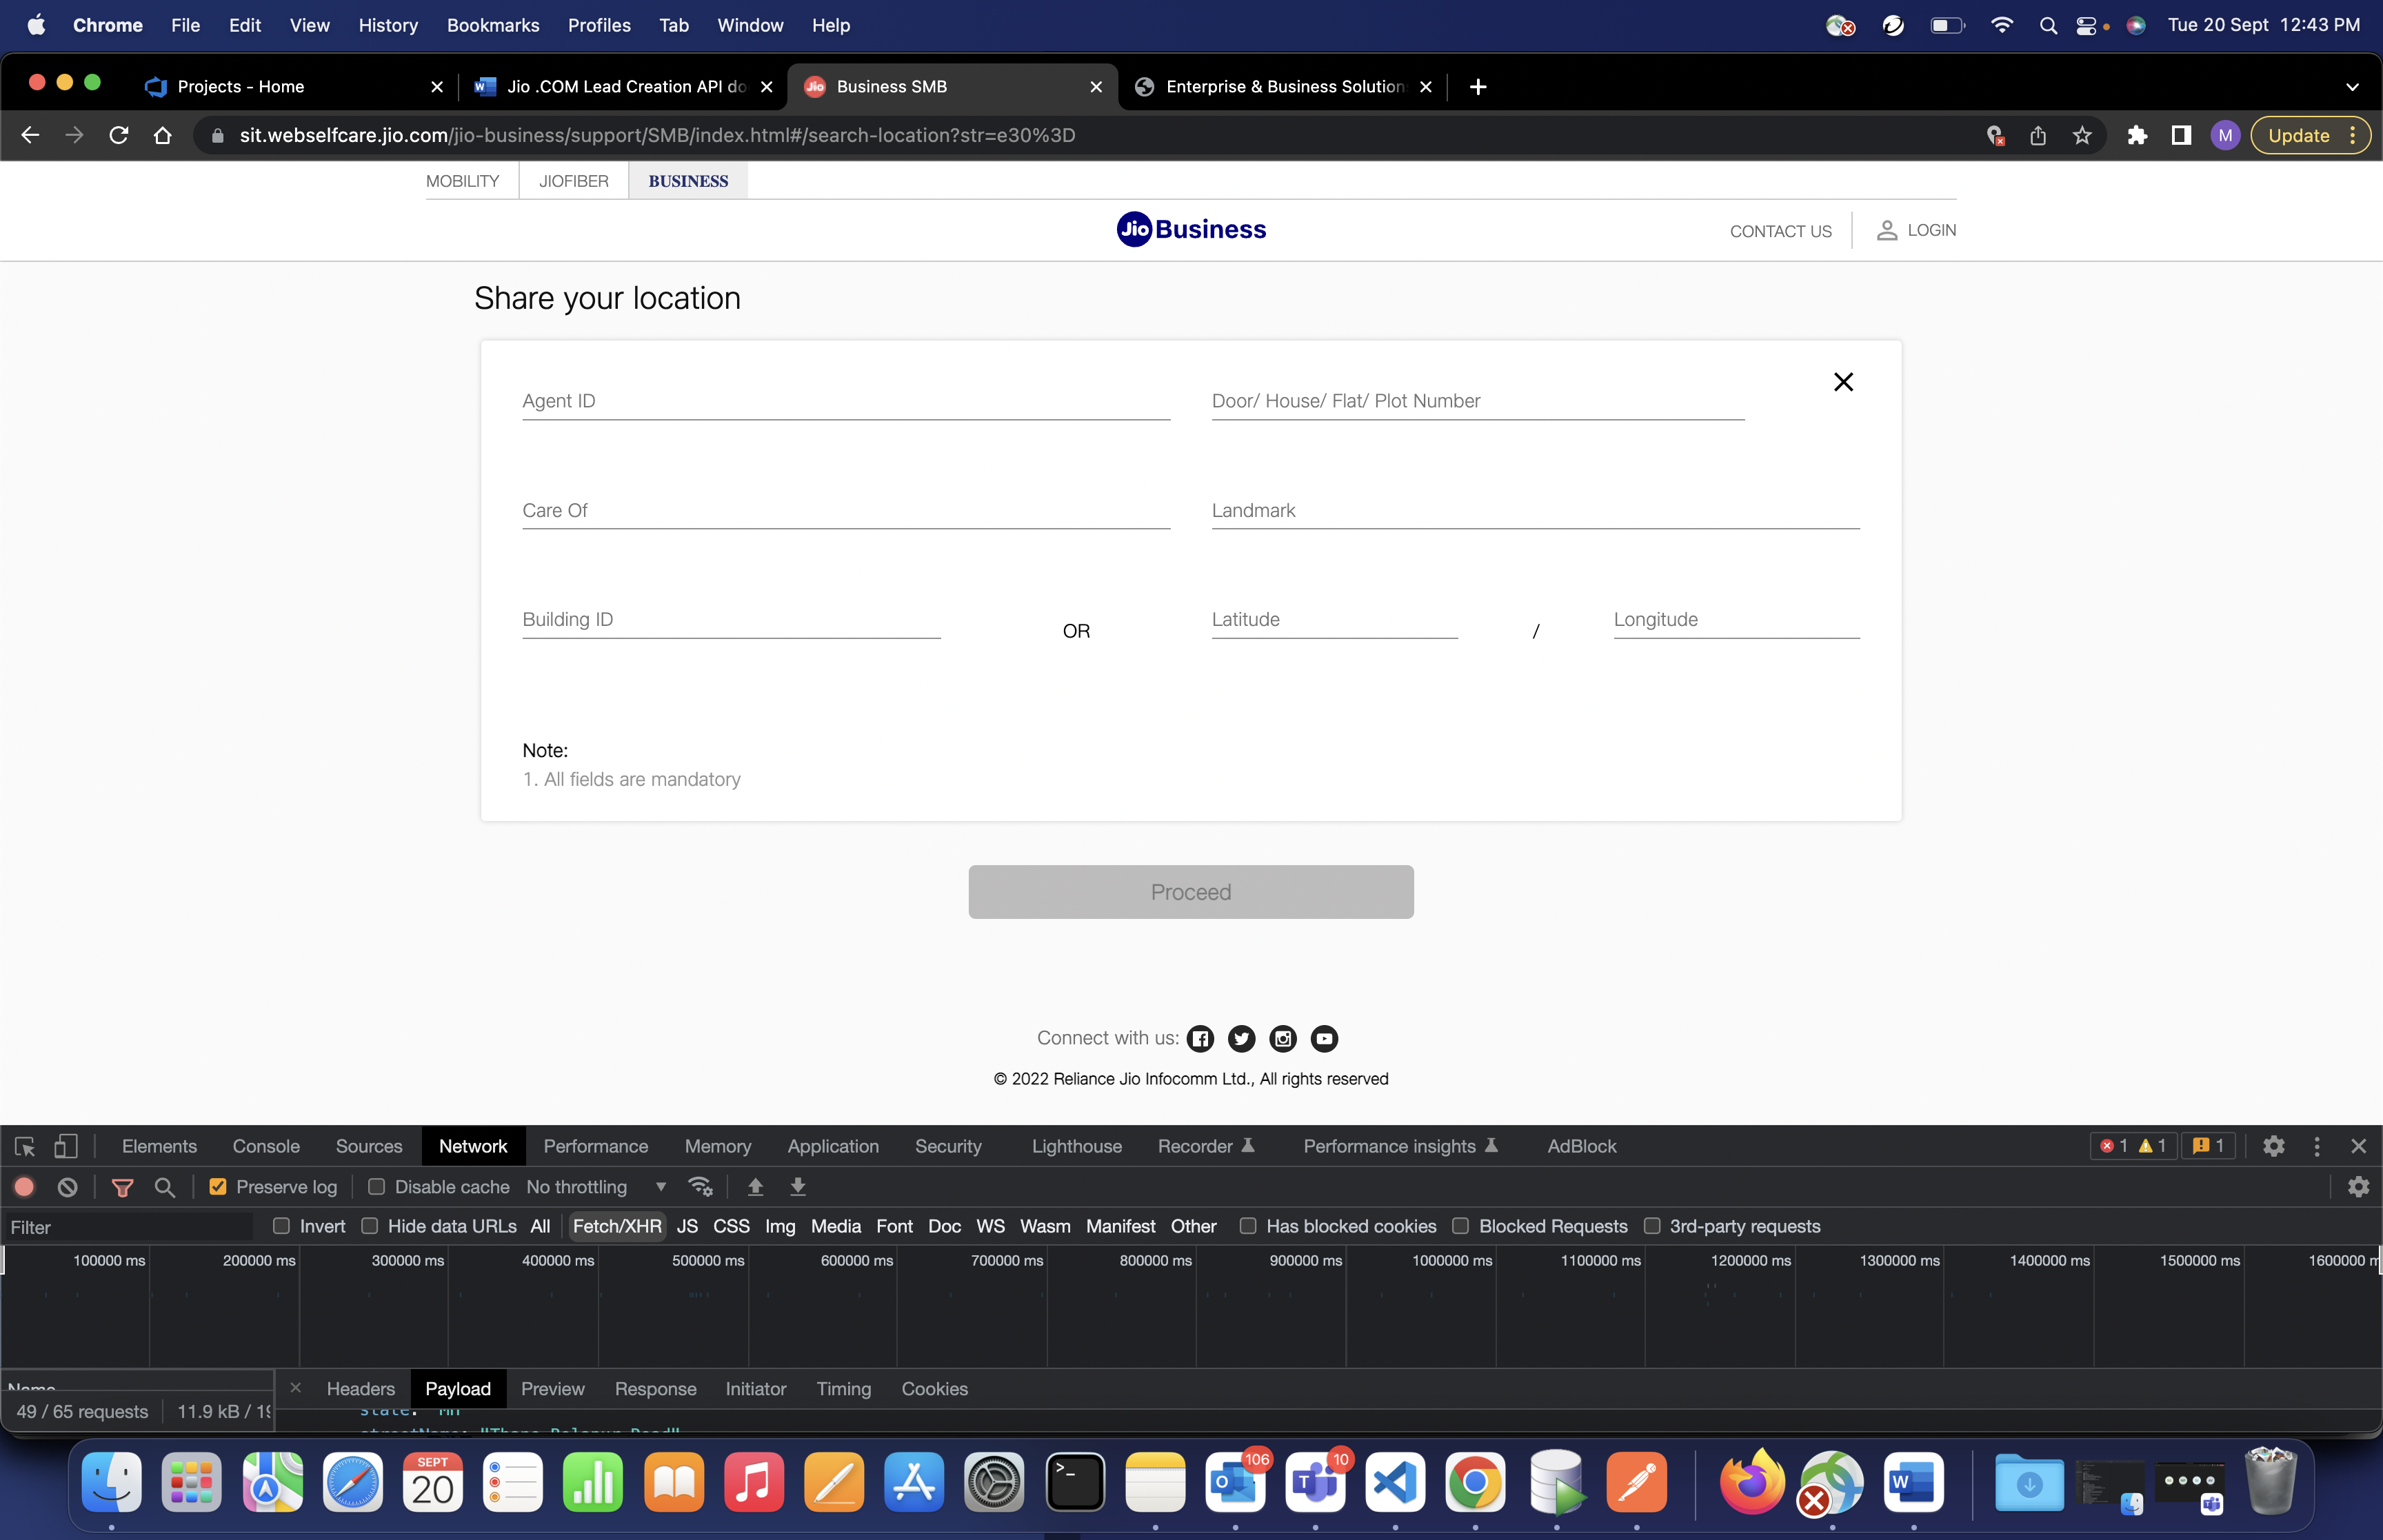 Chrome File Edit View History Bookmarks Profiles Tab Window Help Tue 20 Sept 12:43 PM
Projects - Home Jio .COM Lead Creation API do Business SMB Enterprise & Business Solution
sit.webselfcare.jio.com/jio-business/support/SMB/index.html#/search-location?str=e30%3D M Update
MOBILITY JIOFIBER BUSINESS
Jio Business CONTACT US LOGIN
Share your location
Agent ID Door/ House/ Flat/ Plot Number
Care Of Landmark
Building ID OR Latitude / Longitude
Note:
1. All fields are mandatory
Proceed
Connect with us:
© 2022 Reliance Jio Infocomm Ltd., All rights reserved
Elements Console Sources Network Performance Memory Application Security Lighthouse Recorder Performance insights AdBlock 1 1 1
Preserve log Disable cache No throttling
Filter Invert Hide data URLs All Fetch/XHR JS CSS Img Media Font Doc WS Wasm Manifest Other Has blocked cookies Blocked Requests 3rd-party requests
100000 ms 200000 ms 300000 ms 400000 ms 500000 ms 600000 ms 700000 ms 800000 ms 900000 ms 1000000 ms 1100000 ms 1200000 ms 1300000 ms 1400000 ms 1500000 ms 1600000 m
Name Headers Payload Preview Response Initiator Timing Cookies
49 / 65 requests 11.9 kB / 19 state: "MH"
streetName: "Thane Belapur Road"
SEPT 106 10
20